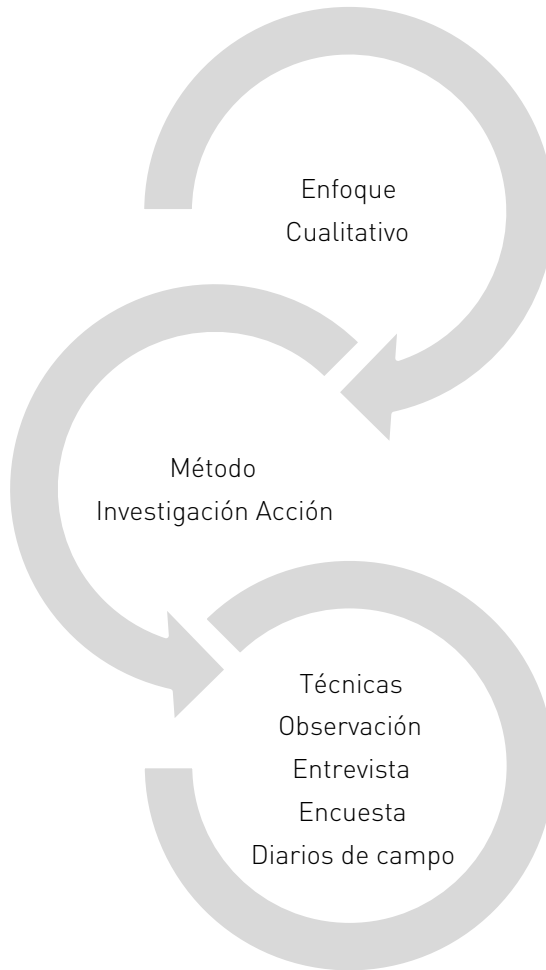 Enfoque
Cualitativo
Método
Investigación Acción
Técnicas
Observación
Entrevista
Encuesta
Diarios de campo